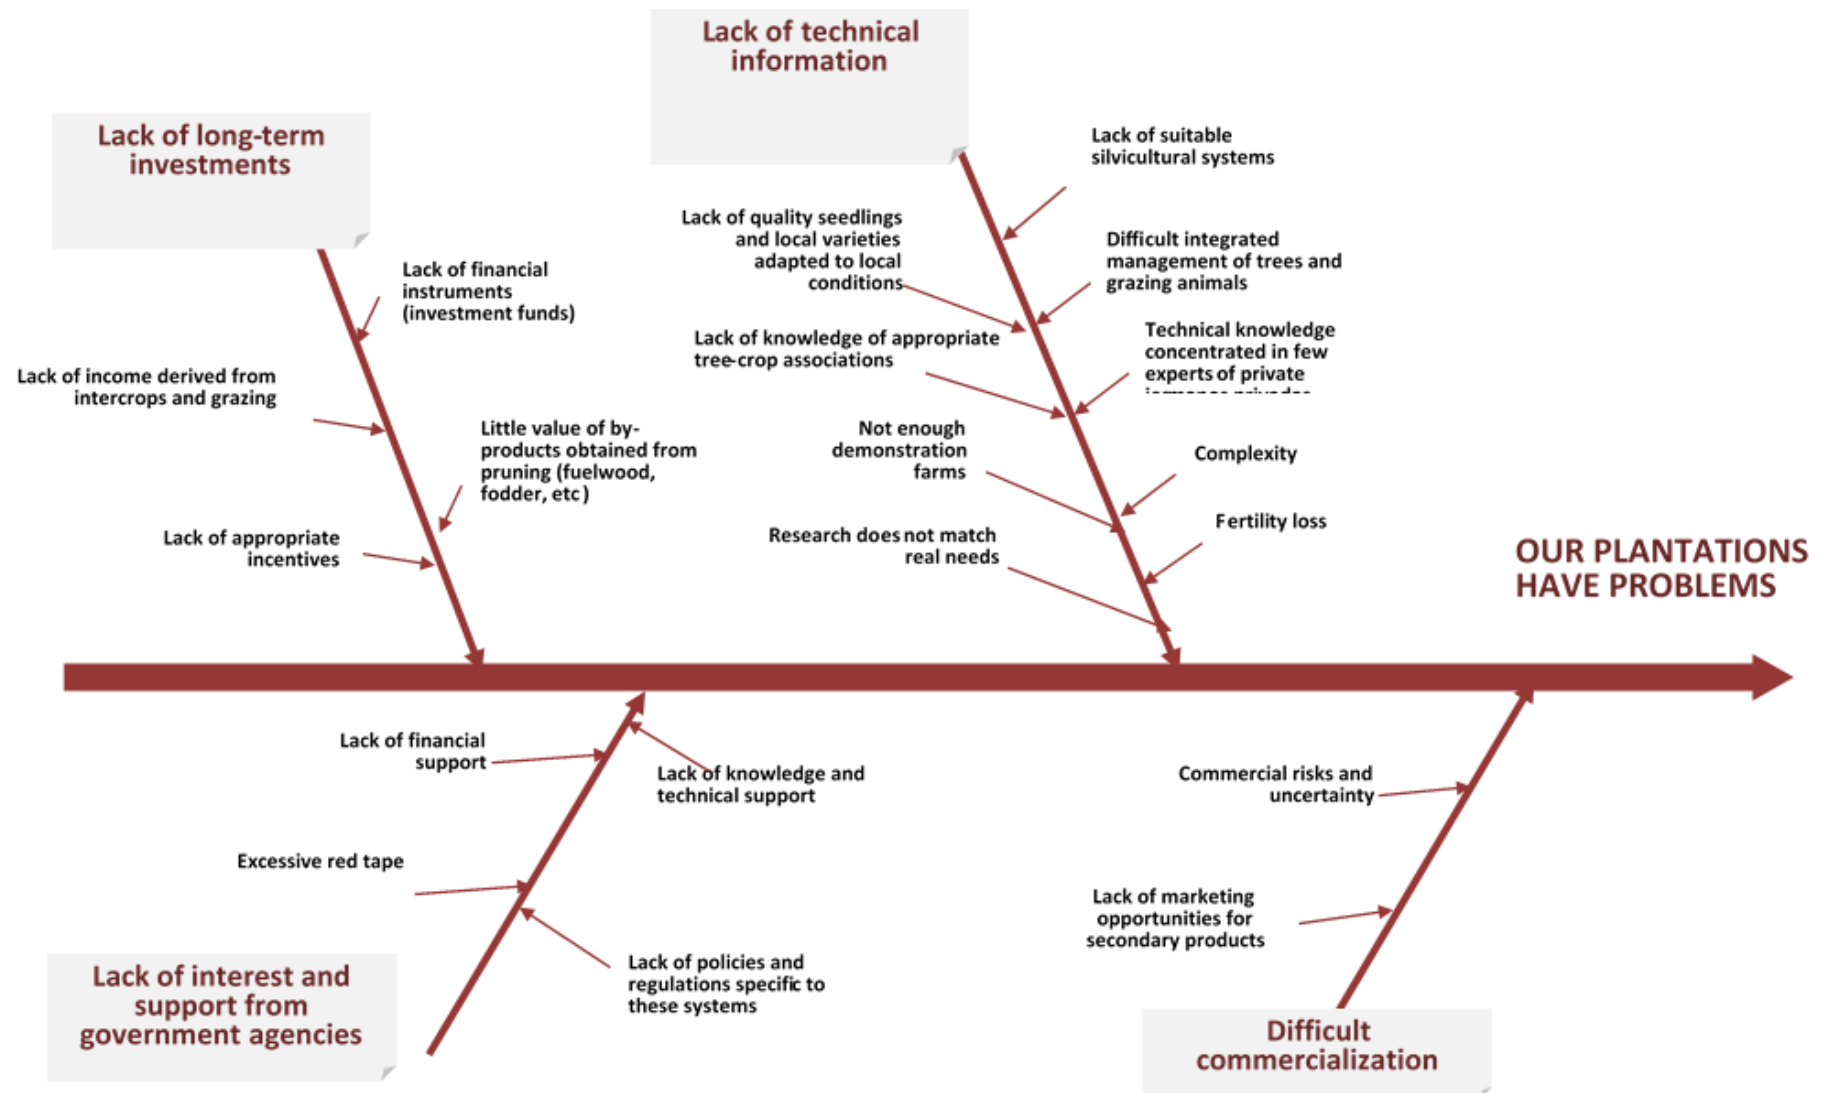 Lack of technical
information
Lack of long-term
investments
Lack of suitable
silvicultural systems
Lack of quality seedlings
and local varieties
adapted to local
conditions
Difficult integrated
management of trees and
grazing animals
Lack of financial
instruments
(investment funds)
Technical knowledge
concentrated in few
experts of private
Lack of knowledge of appropriate
tree-crop associations
Lack of income derived from
intercrops and grazing
Little value of by-
products obtained from
pruning (fuelwood,
fodder, etc)
Not enough
demonstration
farms
Complexity
Fertility loss
Lack of appropriate
incentives
Research does not match
real needs
OUR PLANTATIONS
HAVE PROBLEMS
Lack of financial
support
Lack of knowledge and
technical support
Commercial risks and
uncertainty
Excessive red tape
Lack of marketing
opportunities for
secondary products
Lack of policies and
regulations specific to
these systems
Lack of interest and
support from
government agencies
Difficult
commercialization